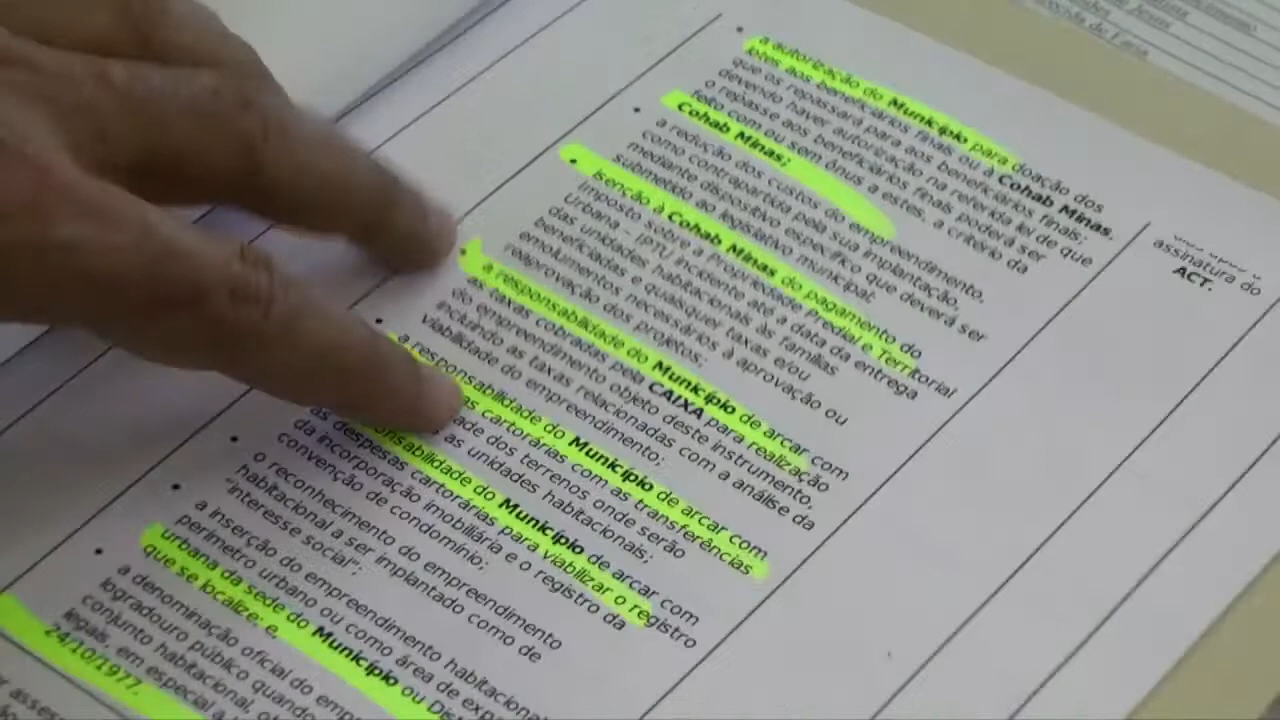 Jesus
a autorização do Município para doação dos
lotes aos beneficiários finais ou à Cohab Minas,
que os repassará para aos beneficiários finais;
devendo haver autorização na referida lei de que
o repasse aos beneficiários finais poderá ser
feito com ou sem ônus a estes, a critério da
Cohab Minas;
a redução dos custos do empreendimento,
como contrapartida pela sua implantação,
mediante dispositivo específico que deverá ser
submetido ao legislativo municipal;
isenção à Cohab Minas do pagamento do
Imposto sobre a Propriedade Predial e Territorial
Urbana – IPTU incidente até a data da entrega
das unidades habitacionais às famílias
beneficiadas e quaisquer taxas e/ou
emolumentos necessários à aprovação ou
reaprovação dos projetos;
a responsabilidade do Município de arcar com
as taxas cobradas pela CAIXA para realização
do empreendimento objeto deste instrumento,
incluindo as taxas relacionadas com a análise da
viabilidade do empreendimento;
a responsabilidade do Município de arcar com
cartorárias com as transferências
dos terrenos onde serão
as unidades habitacionais;
do Município de arcar com
as despesas cartorárias para viabilizar o registro
da incorporação imobiliária e o registro da
convenção de condomínio;
o reconhecimento do empreendimento
habitacional a ser implantado como de
"interesse social";
a inserção do empreendimento habitacional
perímetro urbano ou como área de
urbana da sede do Município ou
que se localize; e,
a denominação oficial do
logradouro público quando
conjunto habitacional,
legais, em especial a
24/10/1977.
assinatura do
ACT.